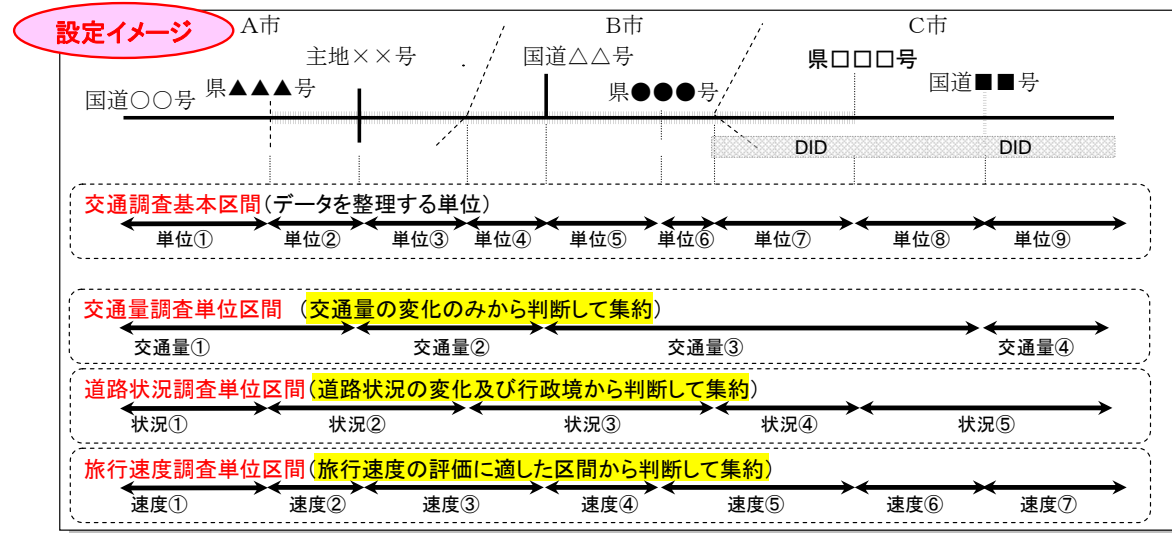 設定イメージ
A市 B市 C市
主地××号 国道△△号 県□□□号
国道○○号 県▲▲▲号 県●●●号 国道■■号
DID DID
交通調査基本区間(データを整理する単位)
単位① 単位② 単位③ 単位④ 単位⑤ 単位⑥ 単位⑦ 単位⑧ 単位⑨
交通量調査単位区間 (交通量の変化のみから判断して集約)
交通量① 交通量② 交通量③ 交通量④
道路状況調査単位区間(道路状況の変化及び行政境から判断して集約)
状況① 状況② 状況③ 状況④ 状況⑤
旅行速度調査単位区間(旅行速度の評価に適した区間から判断して集約)
速度① 速度② 速度③ 速度④ 速度⑤ 速度⑥ 速度⑦